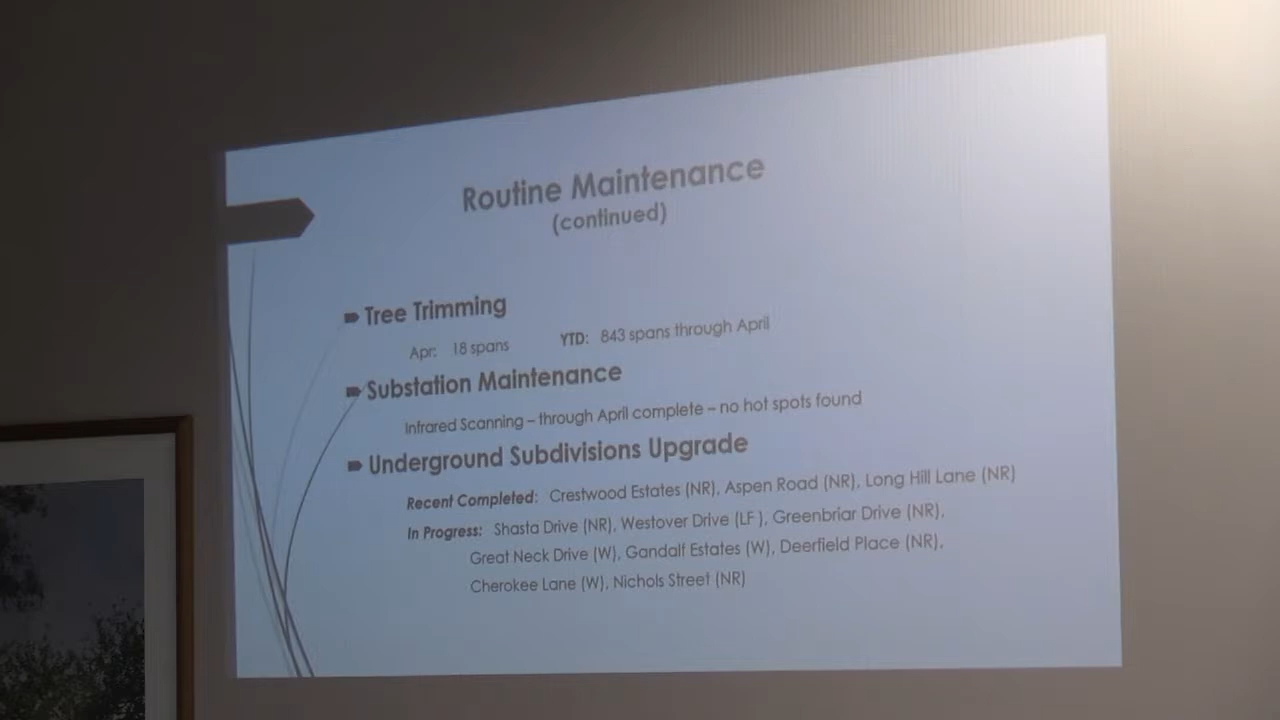 Routine Maintenance
(continued)
Tree Trimming
Apr: 18 spans YTD: 843 spans through April
Substation Maintenance
Infrared Scanning – through April complete – no hot spots found
Underground Subdivisions Upgrade
Recent Completed: Crestwood Estates (NR), Aspen Road (NR), Long Hill Lane (NR)
In Progress: Shasta Drive (NR), Westover Drive (LF ), Greenbriar Drive (NR),
Great Neck Drive (W), Gandalf Estates (W), Deerfield Place (NR),
Cherokee Lane (W), Nichols Street (NR)